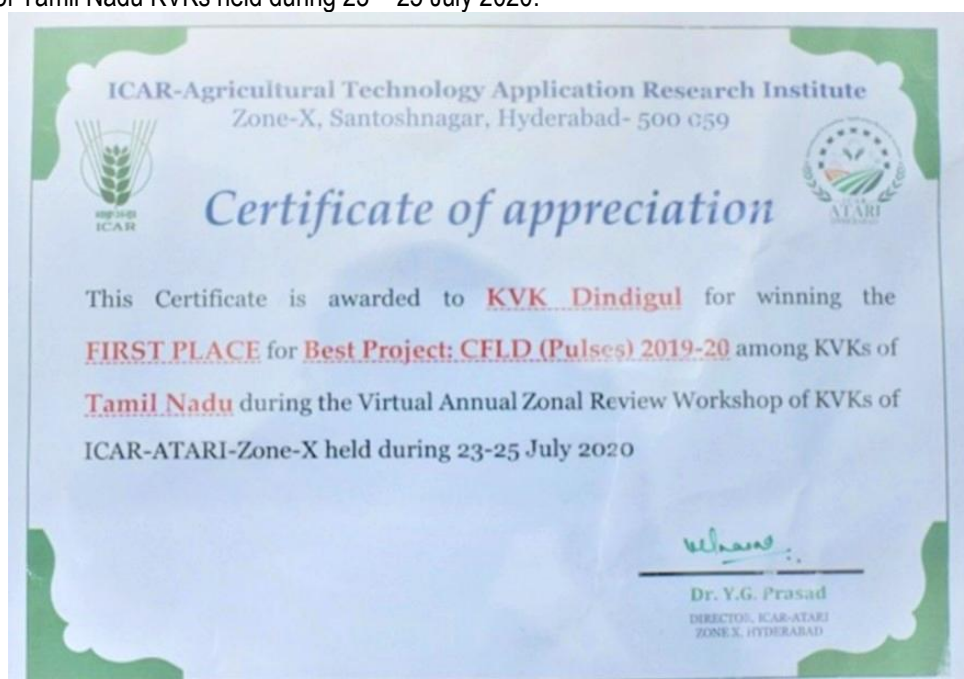 of Tamil Nadu KVKs held during 23 – 25 July 2020.
ICAR-Agricultural Technology Application Research Institute
Zone-X, Santoshnagar, Hyderabad- 500 059
ICAR
ATARI
Certificate of appreciation
This Certificate is awarded to KVK Dindigul for winning the
FIRST PLACE for Best Project: CFLD (Pulses) 2019-20 among KVKs of
Tamil Nadu during the Virtual Annual Zonal Review Workshop of KVKs of
ICAR-ATARI-Zone-X held during 23-25 July 2020
Dr. Y.G. Prasad
DIRECTOR, ICAR-ATARI
ZONE X, HYDERABAD